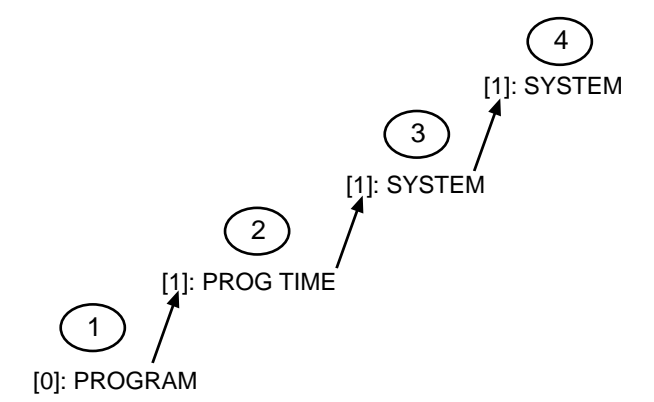 4
[1]: SYSTEM
3
[1]: SYSTEM
2
[1]: PROG TIME
1
[0]: PROGRAM